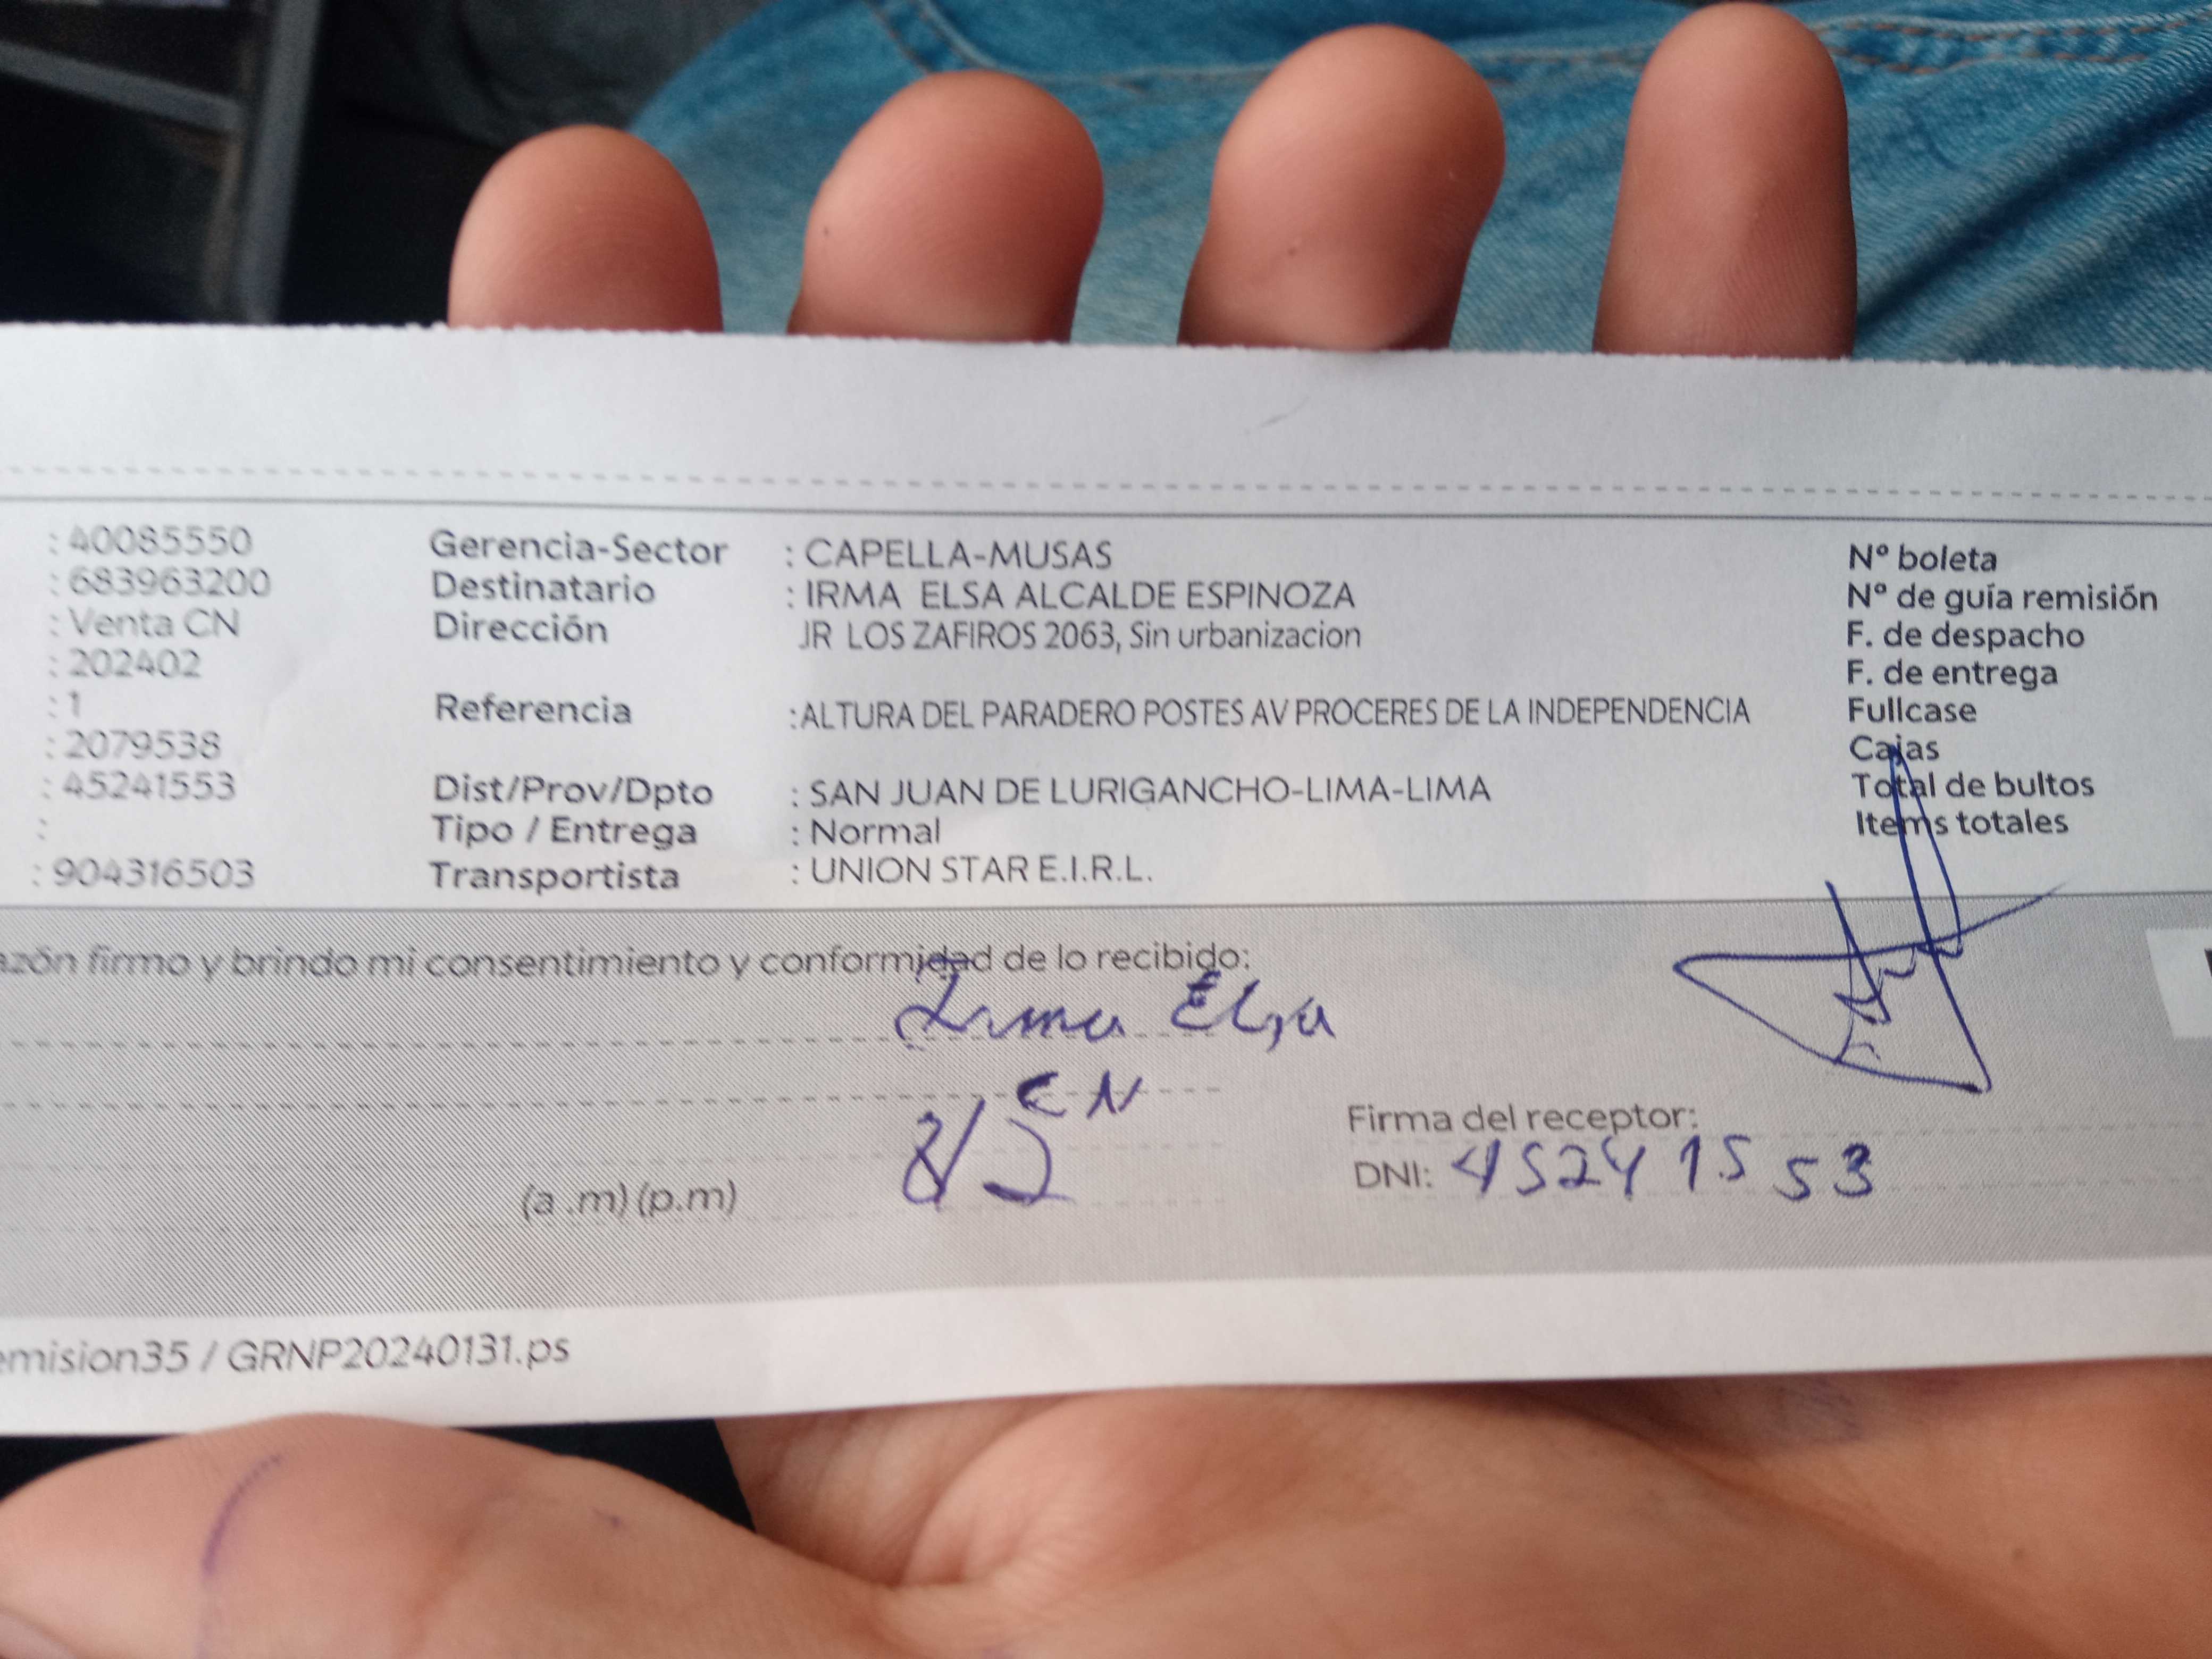 : 40085550 Gerencia-Sector : CAPELLA-MUSAS Nº boleta
: 683963200 Destinatario : IRMA ELSA ALCALDE ESPINOZA Nº de guía remisión
: Venta CN Dirección JR LOS ZAFIROS 2063, Sin urbanizacion F. de despacho
: 202402 F. de entrega
: 1 Referencia :ALTURA DEL PARADERO POSTES AV PROCERES DE LA INDEPENDENCIA Fullcase
: 2079538 Cajas
: 45241553 Dist/Prov/Dpto : SAN JUAN DE LURIGANCHO-LIMA-LIMA Total de bultos
: Tipo / Entrega : Normal Items totales
: 904316503 Transportista : UNION STAR E.I.R.L.
azón firmo y brindo mi consentimiento y conformidad de lo recibido:
Irma Elsa
CN
Firma del receptor:
(a .m) (p.m) DNI: 45241553
emision35 / GRNP20240131.ps